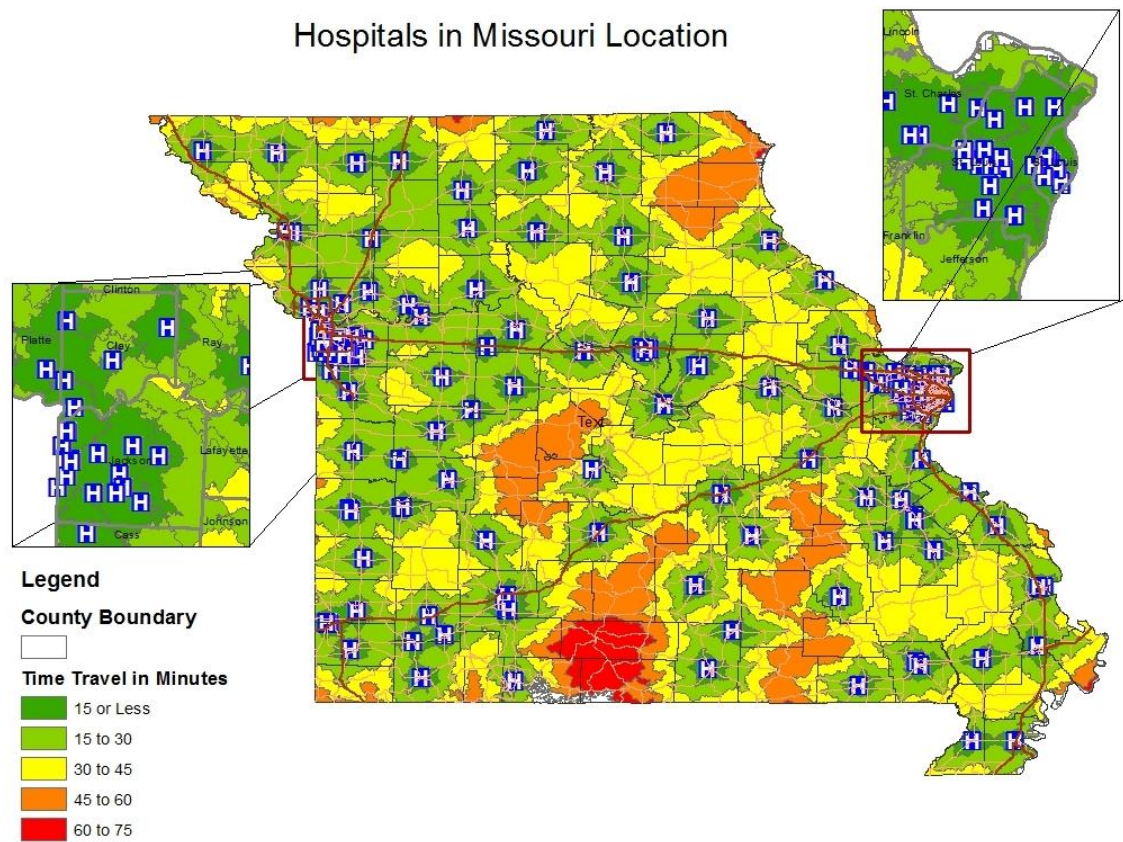 Hospitals in Missouri Location
Lincoln
St. Charles
Franklin
Jefferson
Clinton
Platte
Clay
Ray
Jackson
Lafayette
Johnson
Cass
Text
Legend
County Boundary
Time Travel in Minutes
15 or Less
15 to 30
30 to 45
45 to 60
60 to 75